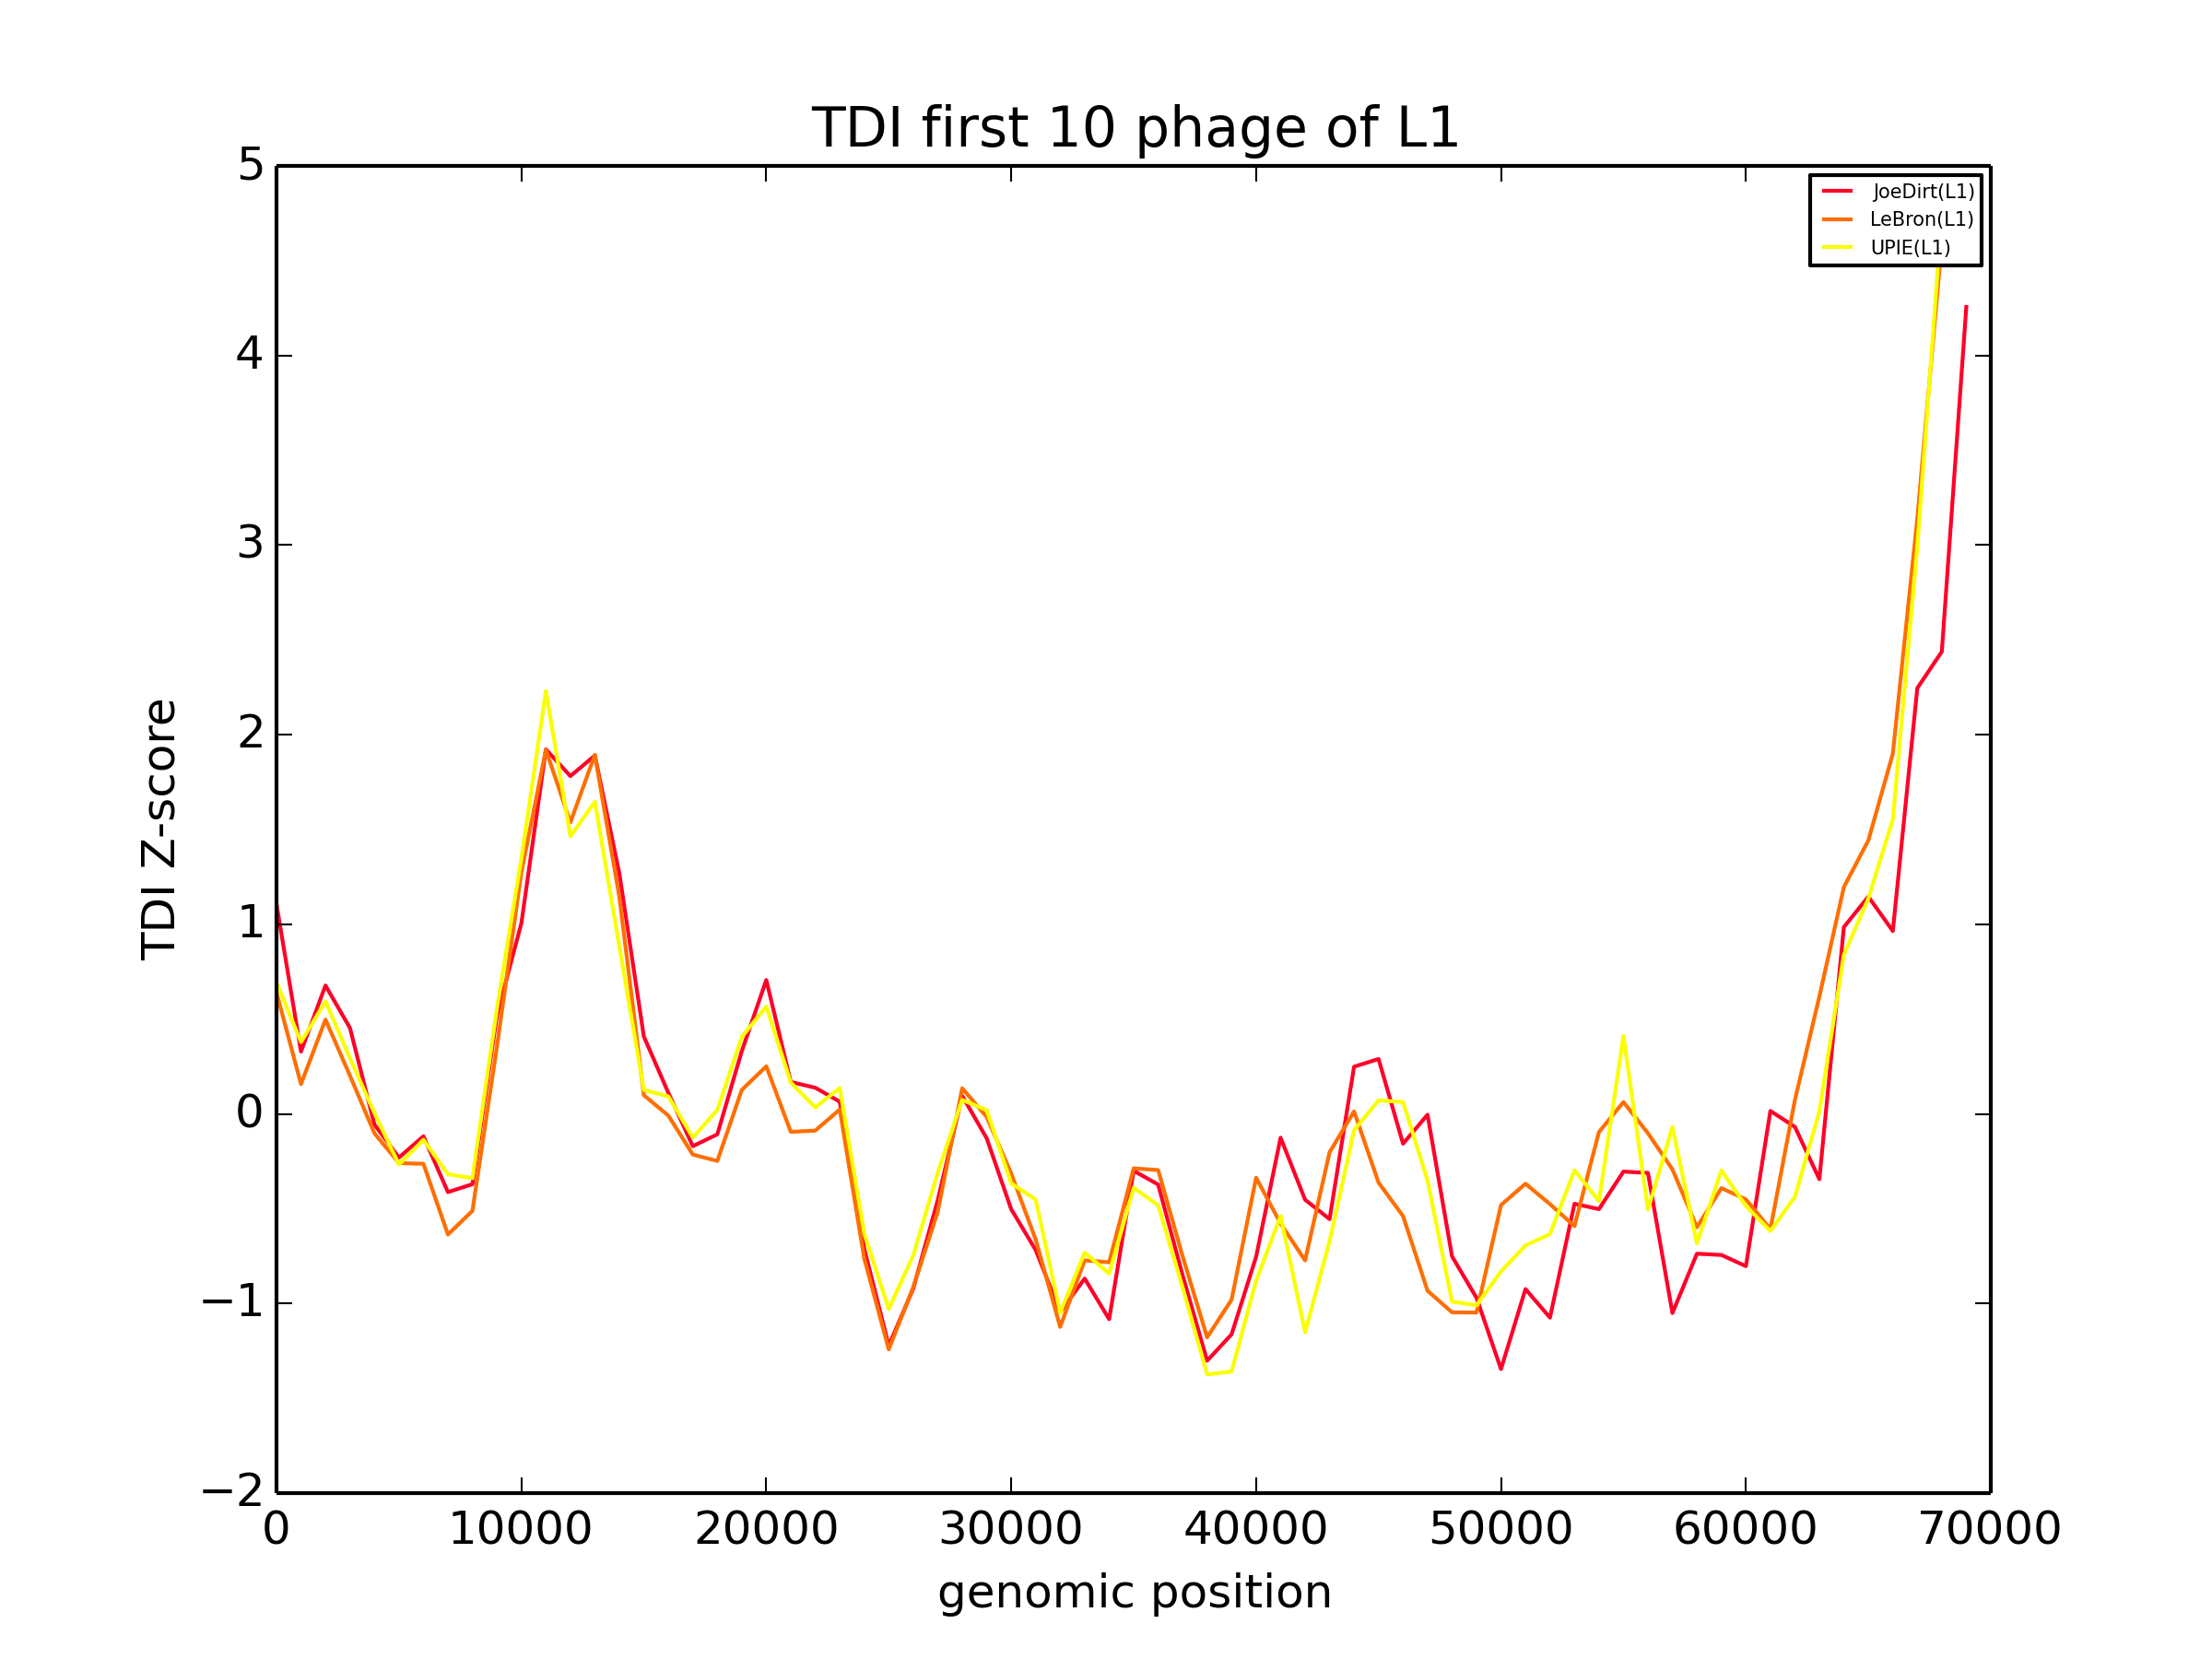 TDI first 10 phage of L1
5
4
3
2
1
0
−1
−2
TDI Z-score
JoeDirt(L1)
LeBron(L1)
UPIE(L1)
0 10000 20000 30000 40000 50000 60000 70000
genomic position